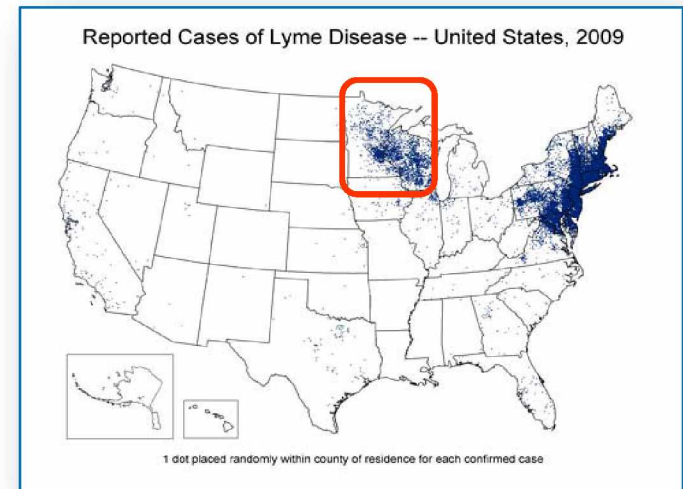 Reported Cases of Lyme Disease -- United States, 2009
1 dot placed randomly within county of residence for each confirmed case